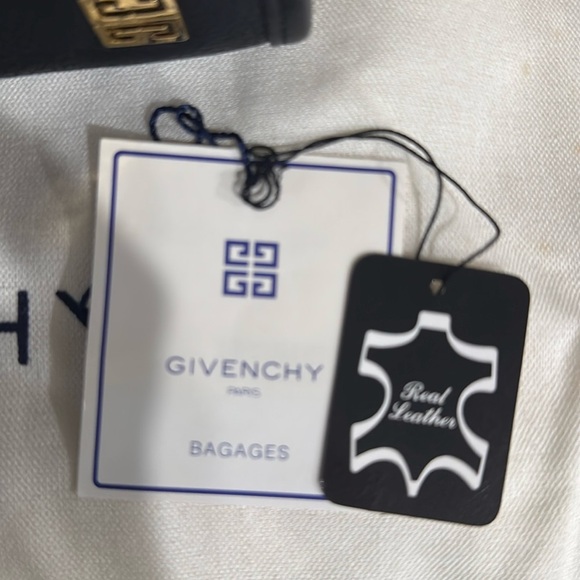 GIVENCHY
PARIS
BAGAGES
Real
Leather
H